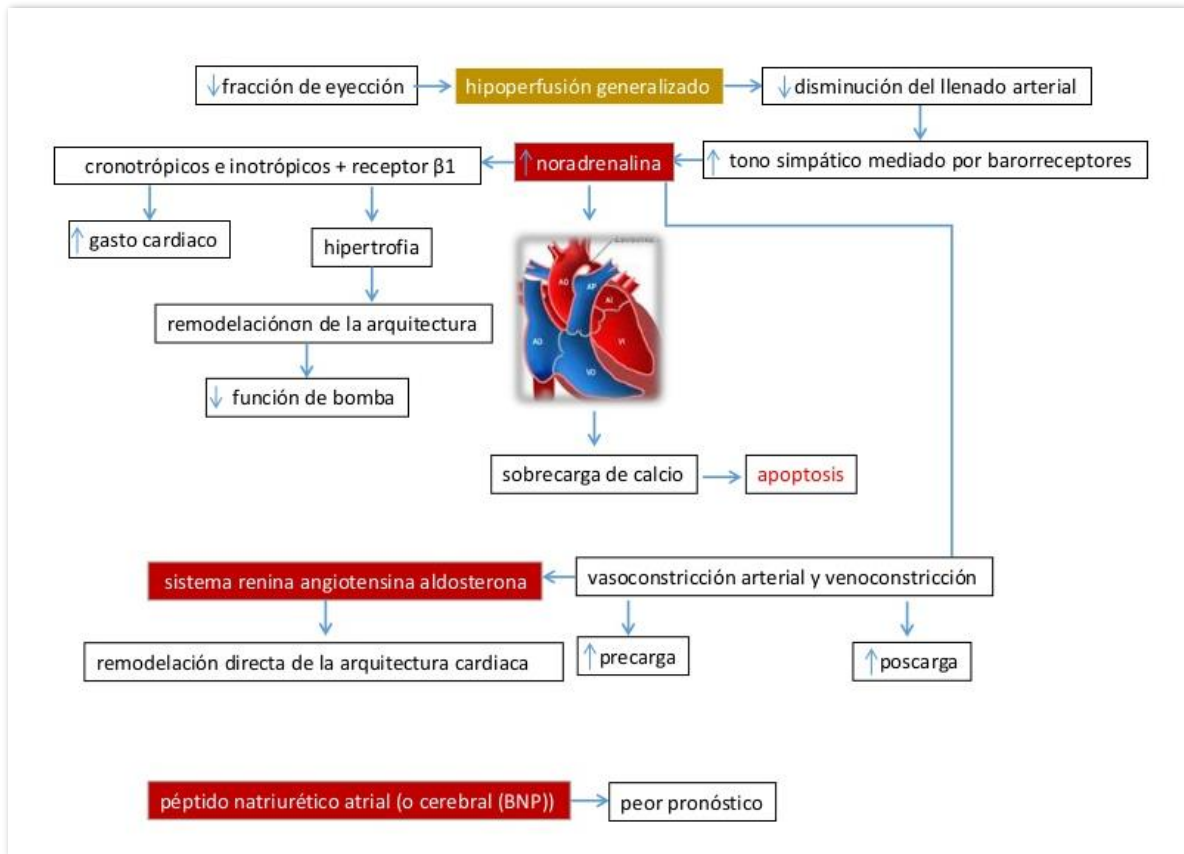 ↓fracción de eyección
hipoperfusión generalizado
↓ disminución del llenado arterial
cronotrópicos e inotrópicos + receptor β1
↑ noradrenalina
↑ tono simpático mediado por barorreceptores
↑ gasto cardiaco
hipertrofia
AO
AP
AI
AD
VI
VD
remodelaciónσn de la arquitectura
↓ función de bomba
sobrecarga de calcio
apoptosis
sistema renina angiotensina aldosterona
vasoconstricción arterial y venoconstricción
remodelación directa de la arquitectura cardiaca
↑precarga
↑poscarga
péptido natriurético atrial (o cerebral (BNP))
peor pronóstico